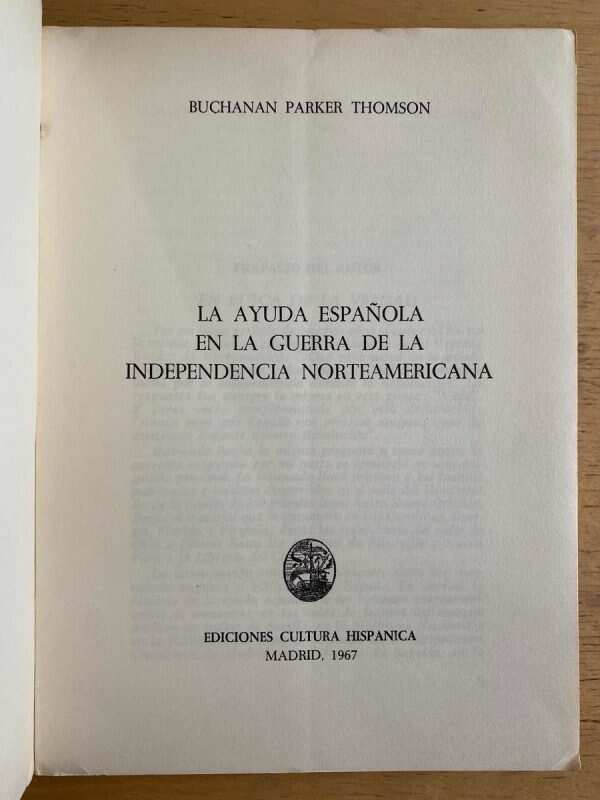 BUCHANAN PARKER THOMSON
LA AYUDA ESPAÑOLA
EN LA GUERRA DE LA
INDEPENDENCIA NORTEAMERICANA
EDICIONES CULTURA HISPANICA
MADRID, 1967